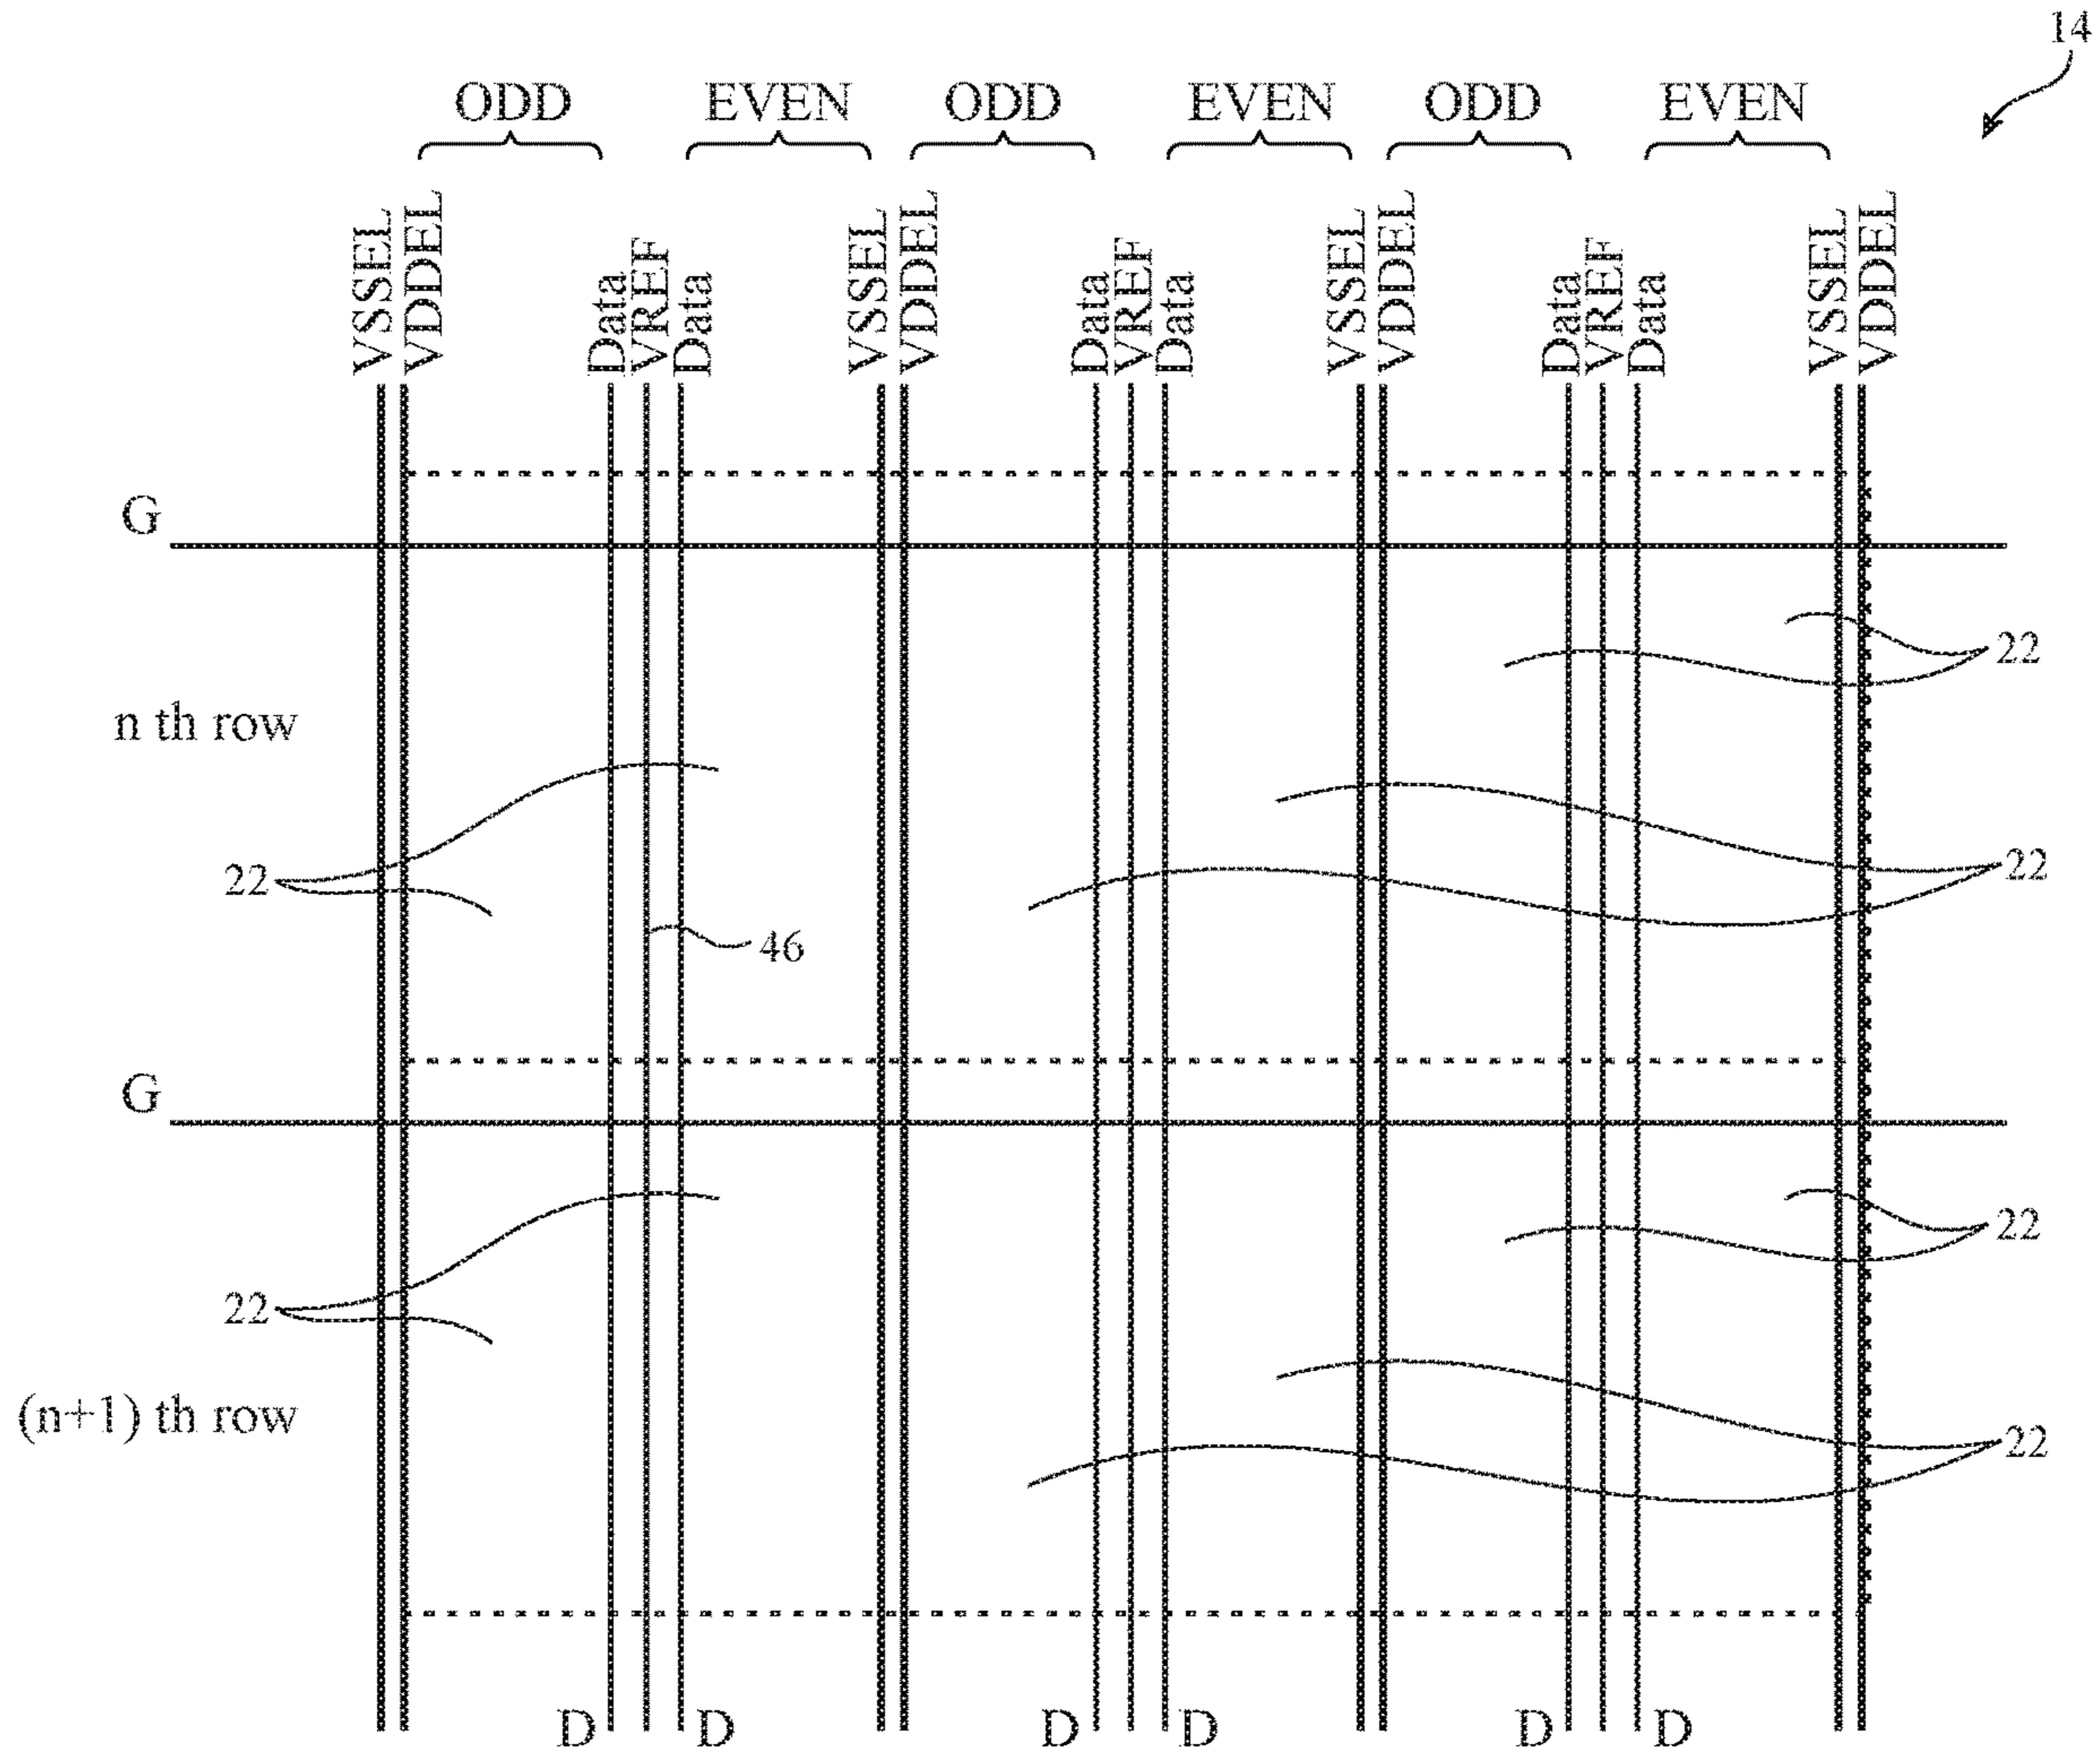 14
ODD EVEN ODD EVEN ODD EVEN
VSSEL VDDEL Data VREF Data VSSEL VDDEL Data VREF Data VSSEL VDDEL Data VREF Data VSSEL VDDEL
G
22
n th row
22
22
46
G
22
22
(n+1) th row
22
D D D D D D